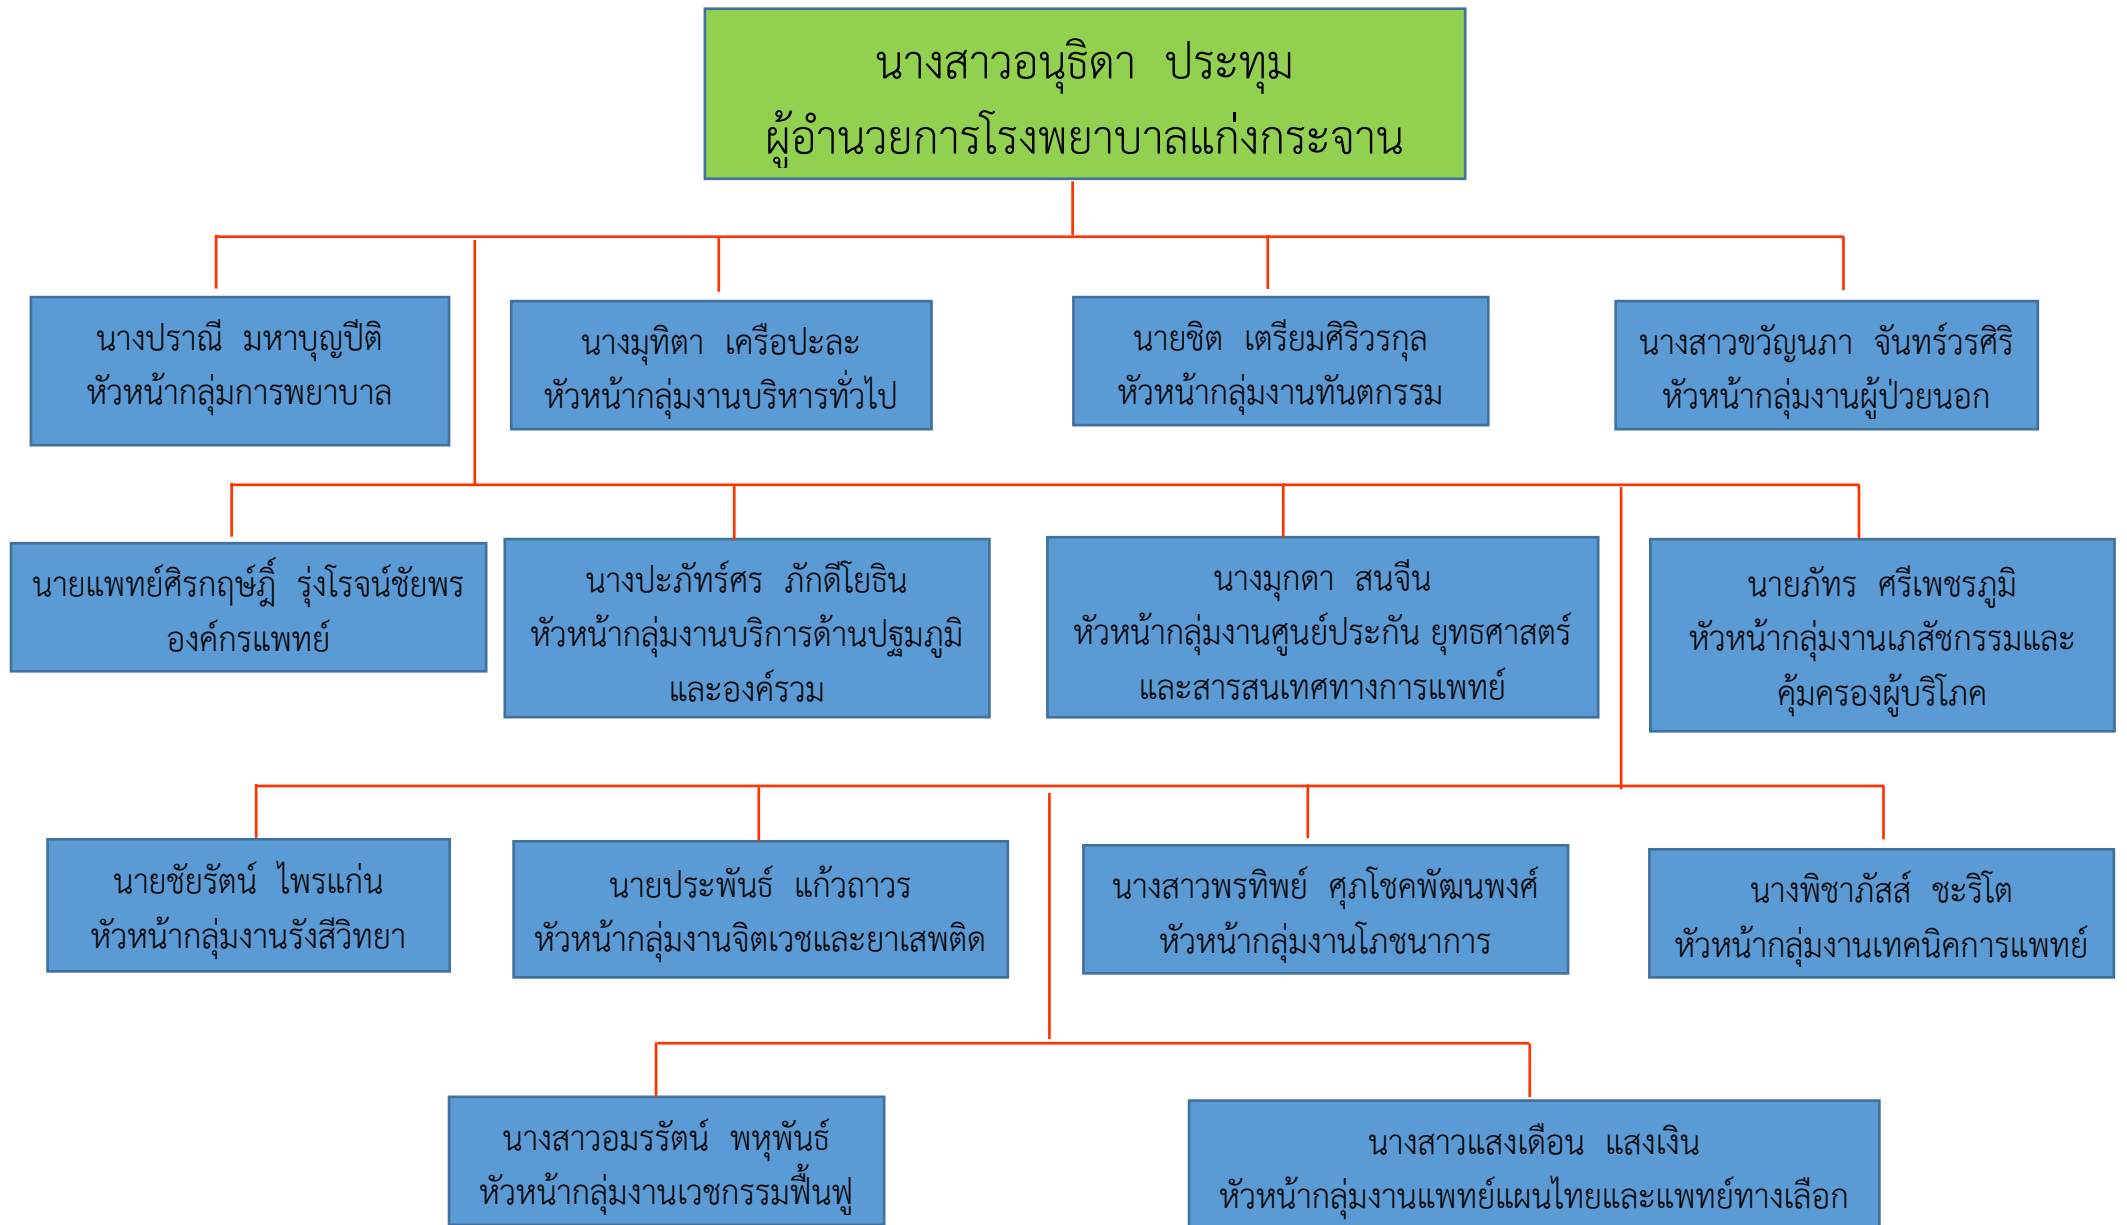 นางสาวอนุธิดา ประทุม
ผู้อำนวยการโรงพยาบาลแก่งกระจาน
นางปราณี มหาบุญปีติ
หัวหน้ากลุ่มการพยาบาล
นางมุทิตา เครือปะละ
หัวหน้ากลุ่มงานบริหารทั่วไป
นายชิต เตรียมศิริวรกุล
หัวหน้ากลุ่มงานทันตกรรม
นางสาวขวัญนภา จันทร์วรศิริ
หัวหน้ากลุ่มงานผู้ป่วยนอก
นายแพทย์ศิรกฤษฎิ์ รุ่งโรจน์ชัยพร
องค์กรแพทย์
นางปะภัทร์ศร ภักดีโยธิน
หัวหน้ากลุ่มงานบริการด้านปฐมภูมิ
และองค์รวม
นางมุกดา สนจีน
หัวหน้ากลุ่มงานศูนย์ประกัน ยุทธศาสตร์
และสารสนเทศทางการแพทย์
นายภัทร ศรีเพชรภูมิ
หัวหน้ากลุ่มงานเภสัชกรรมและ
คุ้มครองผู้บริโภค
นายชัยรัตน์ ไพรแก่น
หัวหน้ากลุ่มงานรังสีวิทยา
นายประพันธ์ แก้วถาวร
หัวหน้ากลุ่มงานจิตเวชและยาเสพติด
นางสาวพรทิพย์ ศุภโชคพัฒนพงศ์
หัวหน้ากลุ่มงานโภชนาการ
นางพิชาภัสส์ ชะริโต
หัวหน้ากลุ่มงานเทคนิคการแพทย์
นางสาวอมรรัตน์ พหุพันธ์
หัวหน้ากลุ่มงานเวชกรรมฟื้นฟู
นางสาวแสงเดือน แสงเงิน
หัวหน้ากลุ่มงานแพทย์แผนไทยและแพทย์ทางเลือก